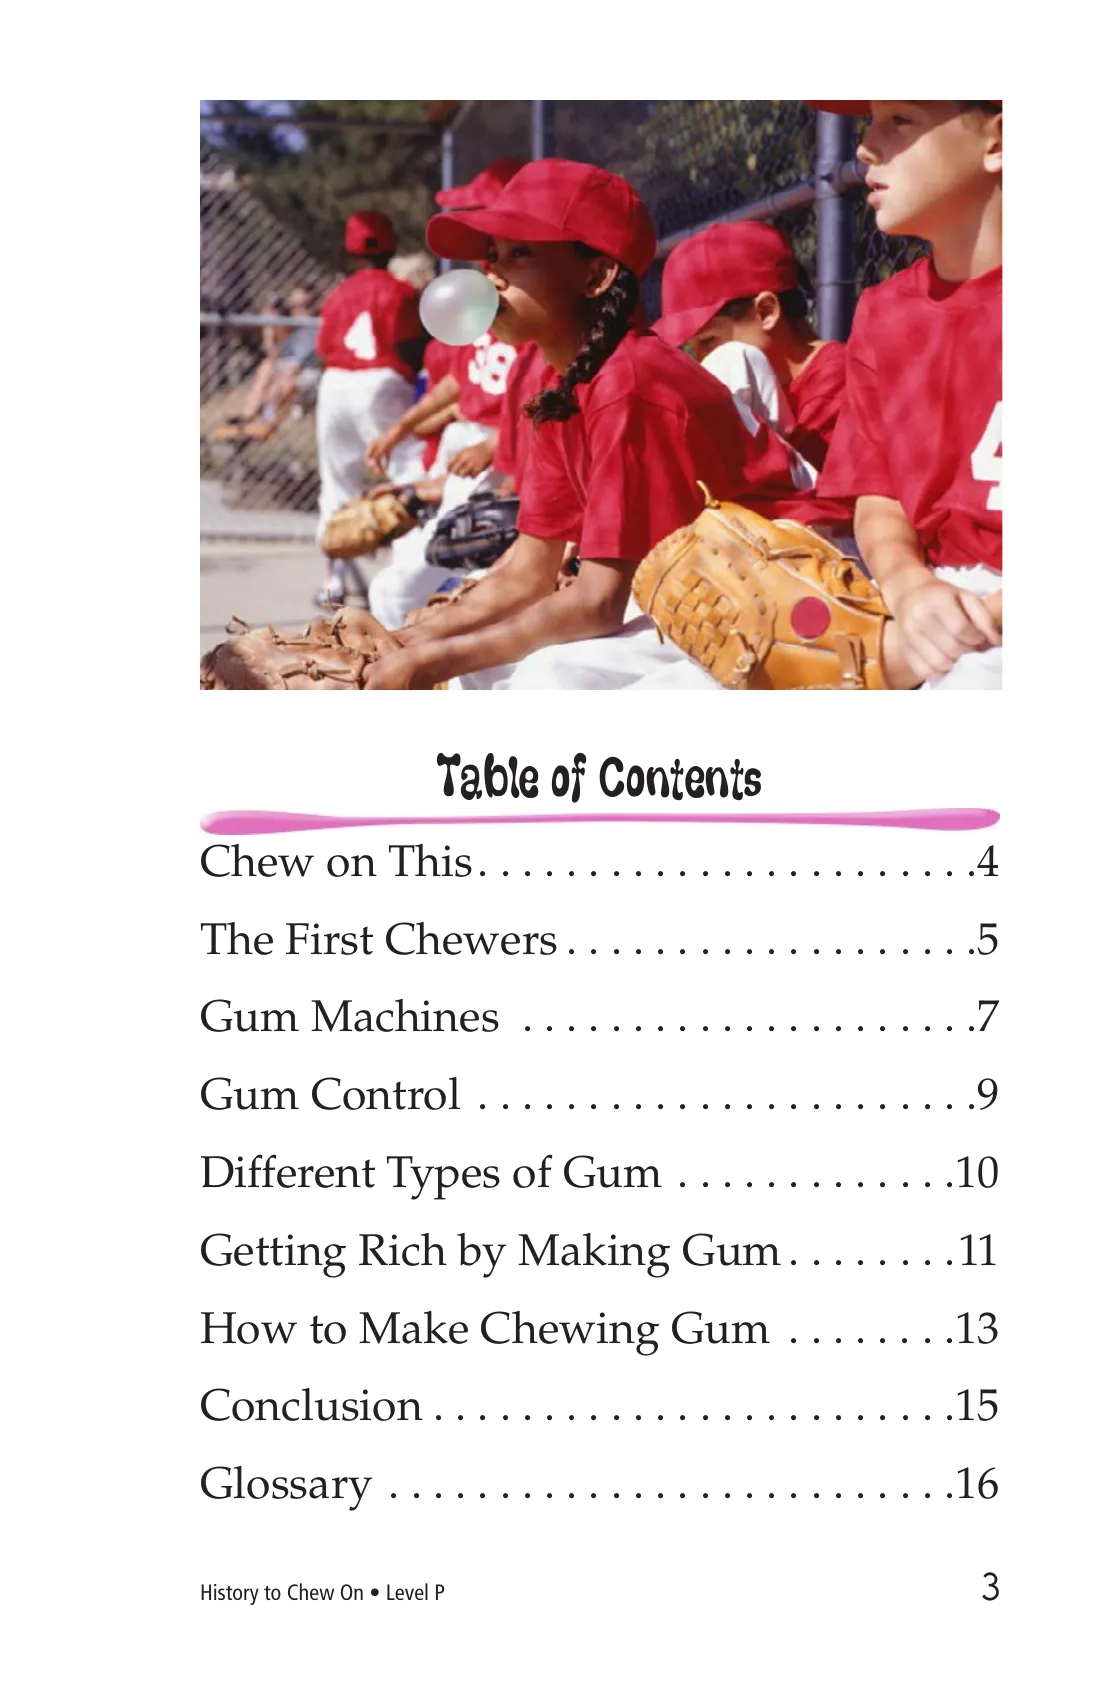 4
38
Table of Contents
Chew on This. . . . . . . . . . . . . . . . . . . . . . .4
The First Chewers . . . . . . . . . . . . . . . . . . .5
Gum Machines . . . . . . . . . . . . . . . . . . . . .7
Gum Control . . . . . . . . . . . . . . . . . . . . . . .9
Different Types of Gum . . . . . . . . . . . . .10
Getting Rich by Making Gum . . . . . . . . 11
How to Make Chewing Gum . . . . . . . .13
Conclusion . . . . . . . . . . . . . . . . . . . . . . . .15
Glossary . . . . . . . . . . . . . . . . . . . . . . . . . .16
History to Chew On • Level P
3